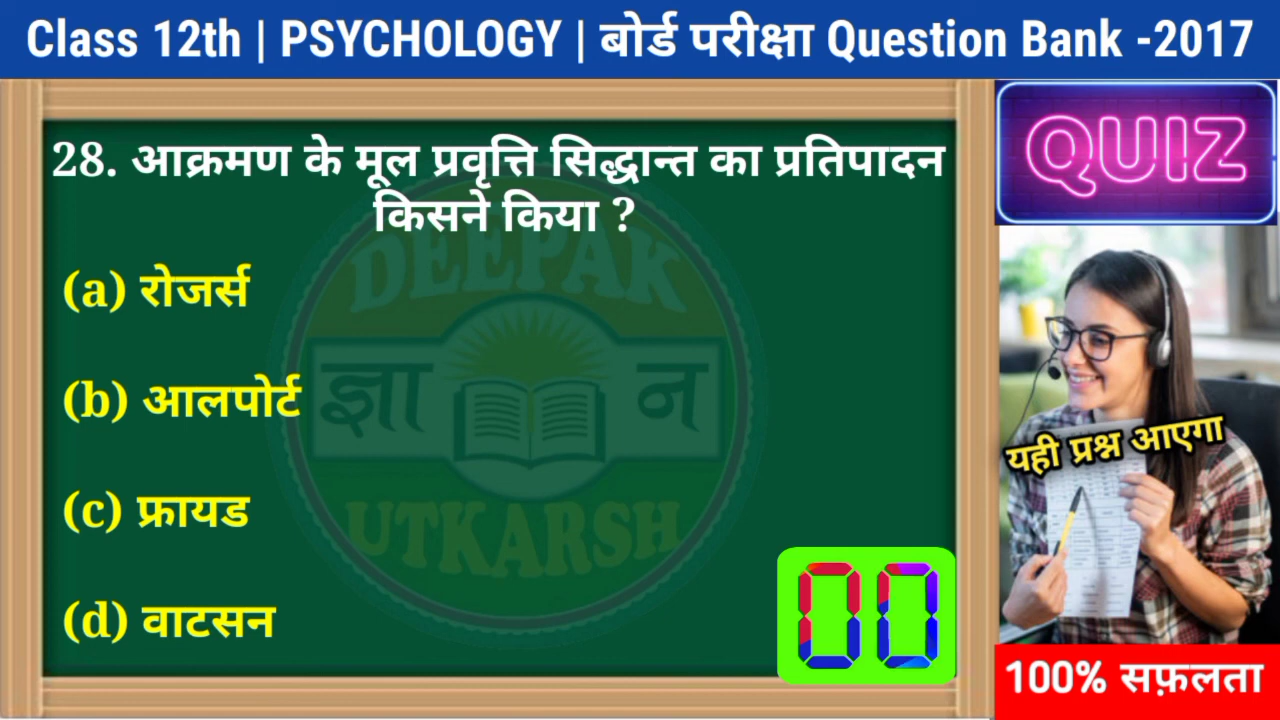 Class 12th | PSYCHOLOGY | बोर्ड परीक्षा Question Bank -2017
QUIZ
28. आक्रमण के मूल प्रवृत्ति सिद्धान्त का प्रतिपादन
किसने किया ?
(a) रोजर्स
(b) आलपोर्ट
(c) फ्रायड
(d) वाटसन
DEEPAK
ज्ञा न
UTKARSH
00
यही प्रश्न आएगा
100% सफ़लता